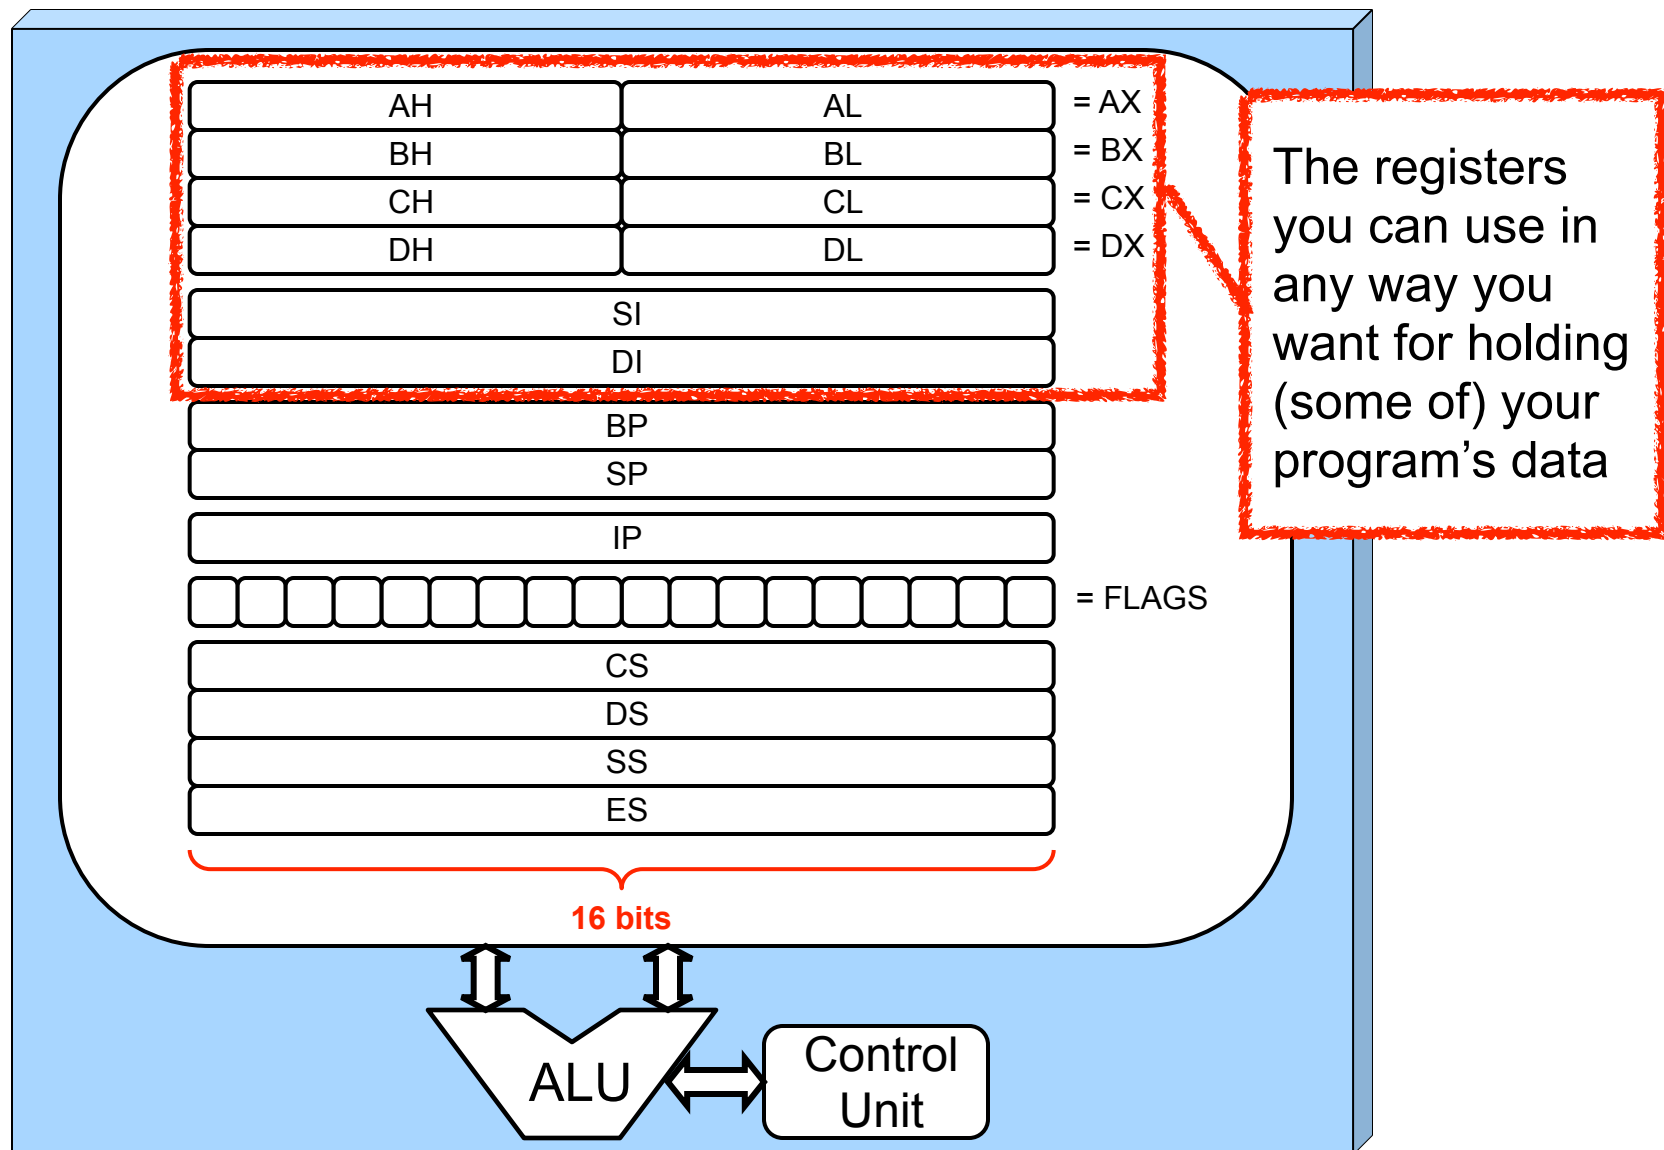 AH AL = AX
BH BL = BX
CH CL = CX
DH DL = DX
SI
DI
BP
SP
IP
= FLAGS
CS
DS
SS
ES
16 bits
ALU
Control
Unit
The registers
you can use in
any way you
want for holding
(some of) your
program’s data